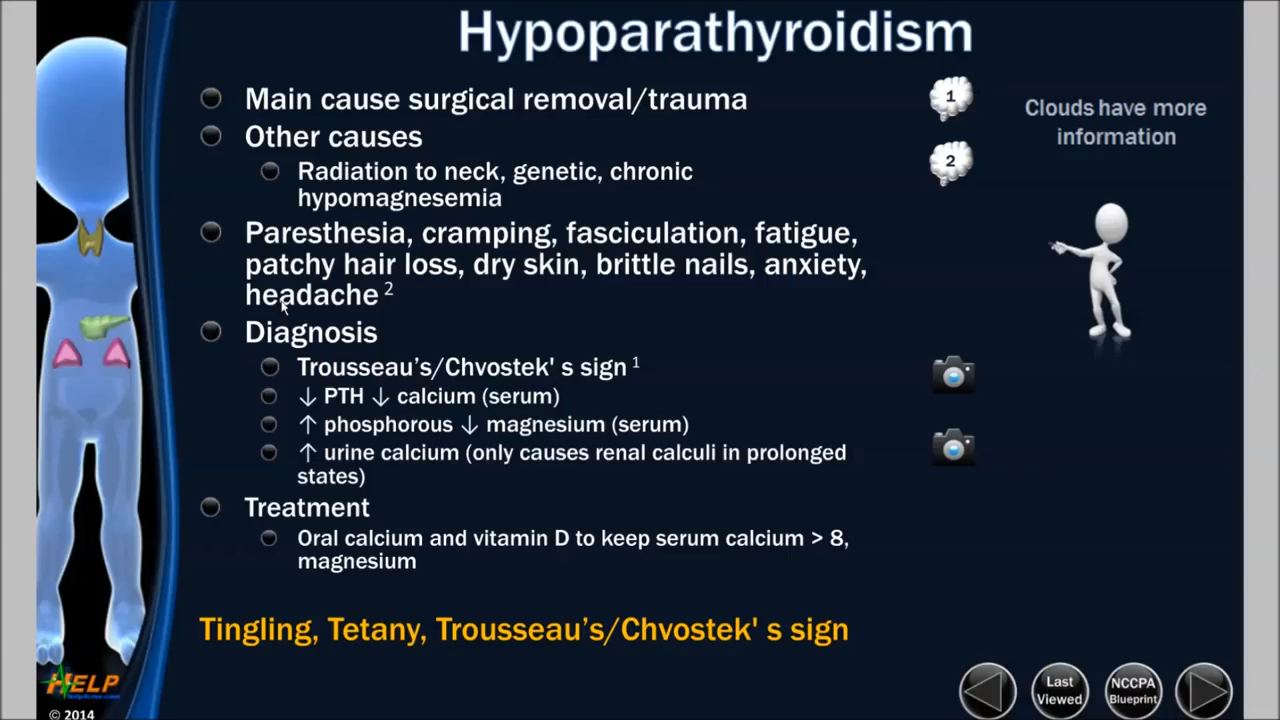 Hypoparathyroidism
Main cause surgical removal/trauma
1
Clouds have more
information
Other causes
2
Radiation to neck, genetic, chronic
hypomagnesemia
Paresthesia, cramping, fasciculation, fatigue,
patchy hair loss, dry skin, brittle nails, anxiety,
headache 2
Diagnosis
Trousseau’s/Chvostek' s sign 1
↓ PTH ↓ calcium (serum)
↑ phosphorous ↓ magnesium (serum)
↑ urine calcium (only causes renal calculi in prolonged
states)
Treatment
Oral calcium and vitamin D to keep serum calcium > 8,
magnesium
Tingling, Tetany, Trousseau’s/Chvostek' s sign
HELP
© 2014
Last
Viewed
NCCPA
Blueprint